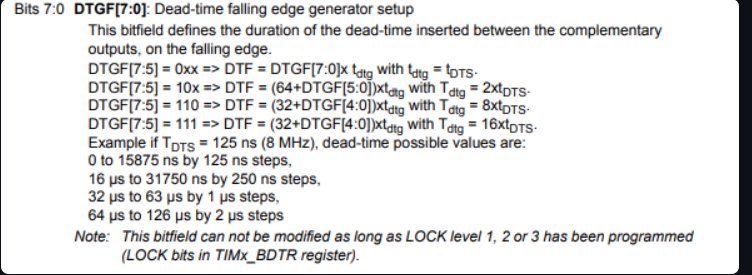 Bits 7:0 DTGF[7:0]: Dead-time falling edge generator setup
This bitfield defines the duration of the dead-time inserted between the complementary
outputs, on the falling edge.
DTGF[7:5] = 0xx => DTF = DTGF[7:0]x tdtg with tdtg = tDTS.
DTGF[7:5] = 10x => DTF = (64+DTGF[5:0])xtdtg with Tdtg = 2xtDTS.
DTGF[7:5] = 110 => DTF = (32+DTGF[4:0])xtdtg with Tdtg = 8xtDTS.
DTGF[7:5] = 111 => DTF = (32+DTGF[4:0])xtdtg with Tdtg = 16xtDTS.
Example if TDTS = 125 ns (8 MHz), dead-time possible values are:
0 to 15875 ns by 125 ns steps,
16 µs to 31750 ns by 250 ns steps,
32 µs to 63 µs by 1 µs steps,
64 µs to 126 µs by 2 µs steps
Note: This bitfield can not be modified as long as LOCK level 1, 2 or 3 has been programmed
(LOCK bits in TIMx_BDTR register).